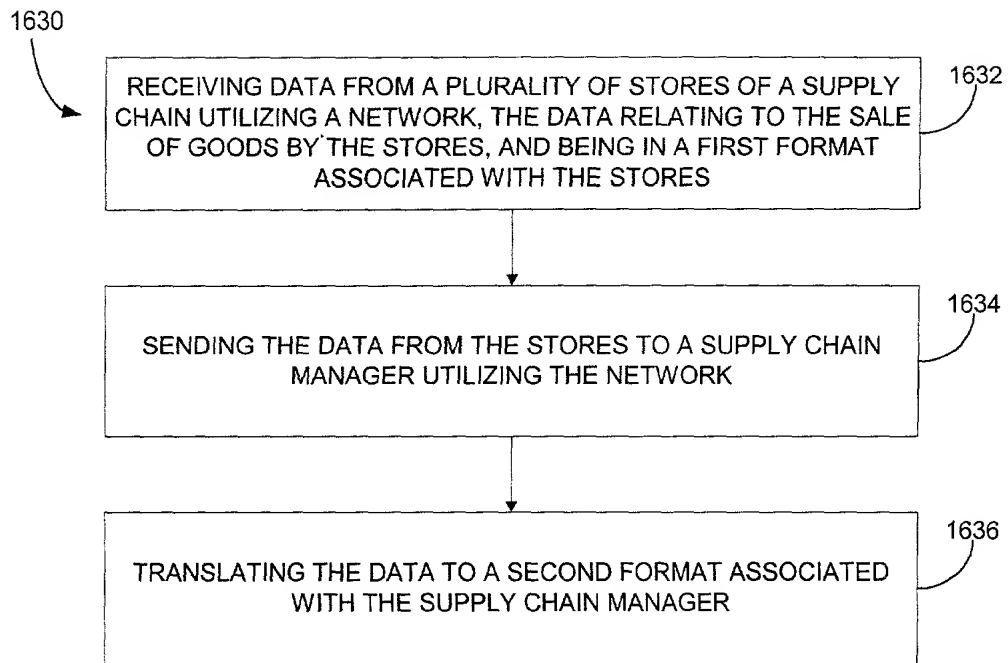 1630
RECEIVING DATA FROM A PLURALITY OF STORES OF A SUPPLY
CHAIN UTILIZING A NETWORK, THE DATA RELATING TO THE SALE
OF GOODS BY THE STORES, AND BEING IN A FIRST FORMAT
ASSOCIATED WITH THE STORES
1632
SENDING THE DATA FROM THE STORES TO A SUPPLY CHAIN
MANAGER UTILIZING THE NETWORK
1634
TRANSLATING THE DATA TO A SECOND FORMAT ASSOCIATED
WITH THE SUPPLY CHAIN MANAGER
1636